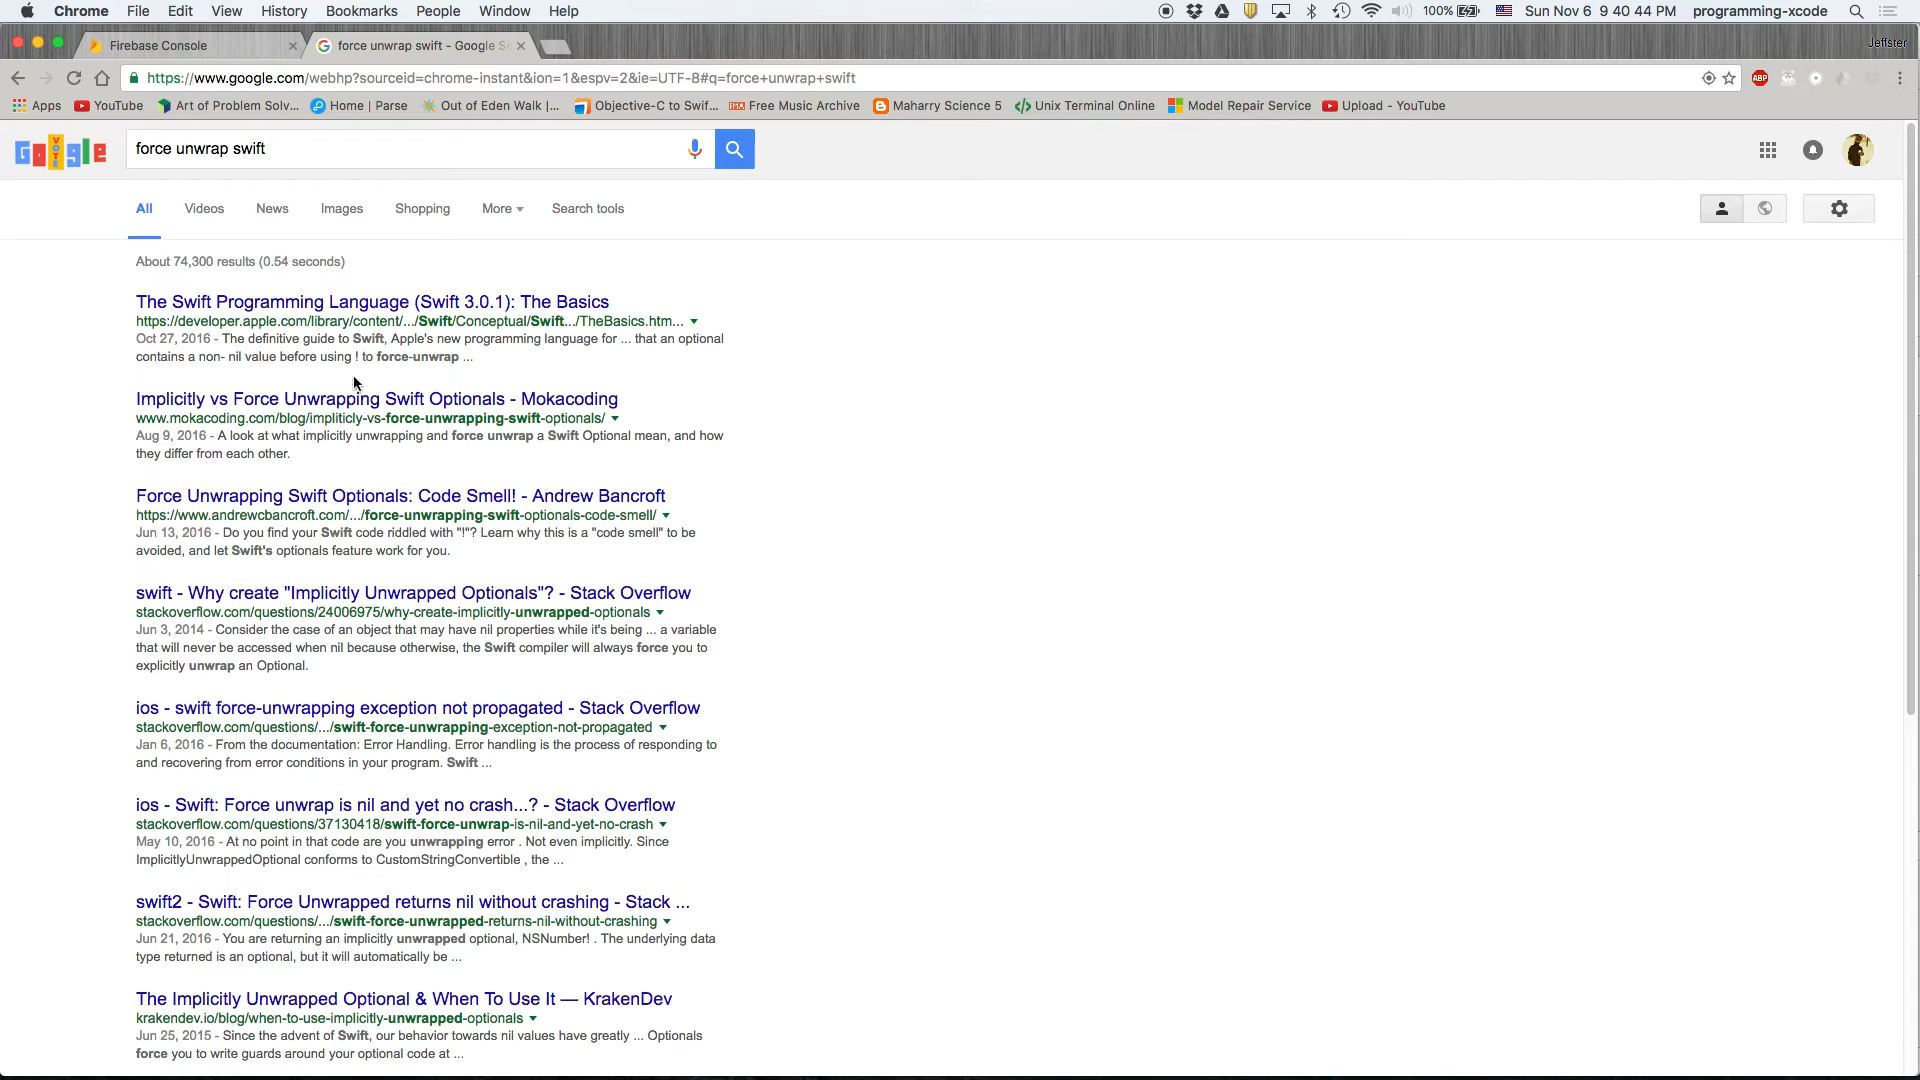 Chrome File Edit View History Bookmarks People Window Help 100% Sun Nov 6 9 40 44 PM programming-xcode
Firebase Console force unwrap swift - Google Se Jeffster
https://www.google.com/webhp?sourceid=chrome-instant&ion=1&espv=2&ie=UTF-8#q=force+unwrap+swift ABP
Apps YouTube Art of Problem Solv... Home | Parse Out of Eden Walk |... Objective-C to Swif... FMA Free Music Archive Maharry Science 5 Unix Terminal Online Model Repair Service Upload - YouTube
Google VOTE force unwrap swift
All Videos News Images Shopping More Search tools
About 74,300 results (0.54 seconds)
The Swift Programming Language (Swift 3.0.1): The Basics
https://developer.apple.com/library/content/.../Swift/Conceptual/Swift.../TheBasics.htm...
Oct 27, 2016 - The definitive guide to Swift, Apple's new programming language for ... that an optional
contains a non- nil value before using ! to force-unwrap ...
Implicitly vs Force Unwrapping Swift Optionals - Mokacoding
www.mokacoding.com/blog/impliticly-vs-force-unwrapping-swift-optionals/
Aug 9, 2016 - A look at what implicitly unwrapping and force unwrap a Swift Optional mean, and how
they differ from each other.
Force Unwrapping Swift Optionals: Code Smell! - Andrew Bancroft
https://www.andrewcbancroft.com/.../force-unwrapping-swift-optionals-code-smell/
Jun 13, 2016 - Do you find your Swift code riddled with "!"? Learn why this is a "code smell" to be
avoided, and let Swift's optionals feature work for you.
swift - Why create "Implicitly Unwrapped Optionals"? - Stack Overflow
stackoverflow.com/questions/24006975/why-create-implicitly-unwrapped-optionals
Jun 3, 2014 - Consider the case of an object that may have nil properties while it's being ... a variable
that will never be accessed when nil because otherwise, the Swift compiler will always force you to
explicitly unwrap an Optional.
ios - swift force-unwrapping exception not propagated - Stack Overflow
stackoverflow.com/questions/.../swift-force-unwrapping-exception-not-propagated
Jan 6, 2016 - From the documentation: Error Handling. Error handling is the process of responding to
and recovering from error conditions in your program. Swift ...
ios - Swift: Force unwrap is nil and yet no crash...? - Stack Overflow
stackoverflow.com/questions/37130418/swift-force-unwrap-is-nil-and-yet-no-crash
May 10, 2016 - At no point in that code are you unwrapping error . Not even implicitly. Since
ImplicitlyUnwrappedOptional conforms to CustomStringConvertible , the ...
swift2 - Swift: Force Unwrapped returns nil without crashing - Stack ...
stackoverflow.com/questions/.../swift-force-unwrapped-returns-nil-without-crashing
Jun 21, 2016 - You are returning an implicitly unwrapped optional, NSNumber! . The underlying data
type returned is an optional, but it will automatically be ...
The Implicitly Unwrapped Optional & When To Use It — KrakenDev
krakendev.io/blog/when-to-use-implicitly-unwrapped-optionals
Jun 25, 2015 - Since the advent of Swift, our behavior towards nil values have greatly ... Optionals
force you to write guards around your optional code at ...